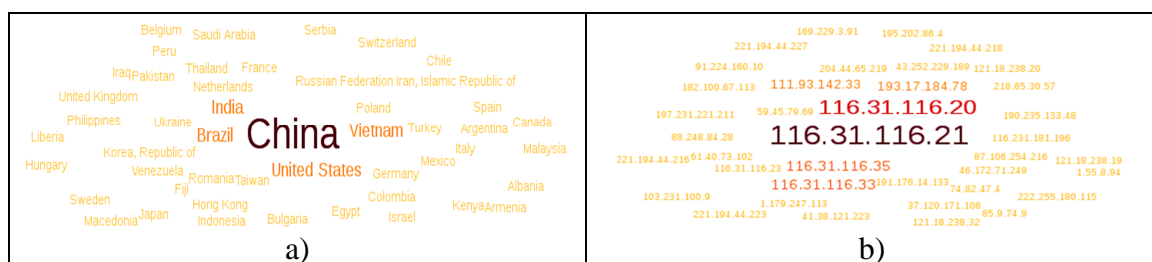 Belgium
Saudi Arabia
Serbia
Switzerland
Peru
Chile
Iraq
Pakistan
Thailand
France
Russian Federation
Iran, Islamic Republic of
Netherlands
United Kingdom
India
Poland
Spain
Philippines
Ukraine
Brazil
China
Vietnam
Turkey
Argentina
Canada
Liberia
Italy
Malaysia
Korea, Republic of
Mexico
Hungary
Venezuela
United States
Germany
Romania
Taiwan
Fiji
Albania
Sweden
Colombia
Hong Kong
Kenya
Armenia
Macedonia
Japan
Indonesia
Bulgaria
Egypt
Israel
a)
169.229.3.91
195.202.86.4
221.194.44.227
221.194.44.218
91.224.160.10
204.44.65.219
43.252.229.189
121.18.238.20
182.100.67.113
111.93.142.33
193.17.184.78
218.65.30.57
197.231.221.211
59.45.79.69
116.31.116.20
190.235.133.48
88.248.84.28
116.31.116.21
116.231.181.196
221.194.44.216
61.40.73.102
87.106.254.216
121.18.238.19
116.31.116.23
116.31.116.35
46.172.71.249
1.55.8.94
116.31.116.33
191.176.14.133
74.82.47.4
103.231.100.9
222.255.180.115
1.179.247.113
37.120.171.106
221.194.44.223
41.38.121.223
85.9.74.9
121.18.238.32
b)